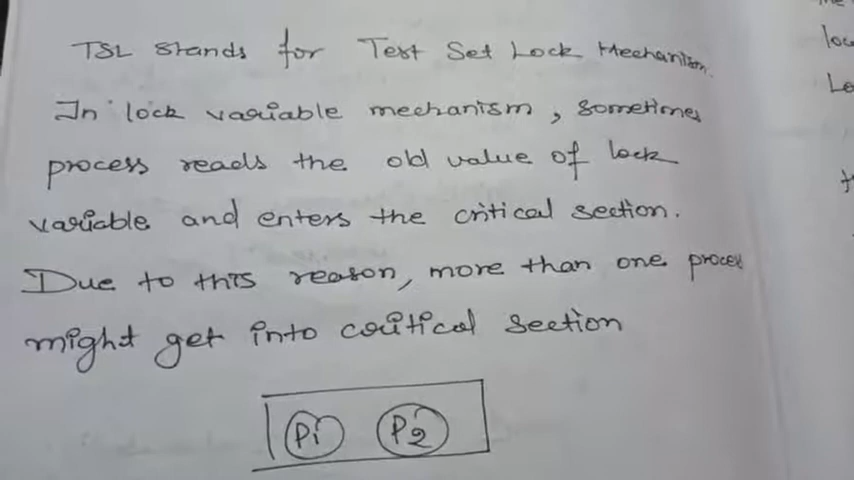 TSL stands for Test Set Lock Mechanism.
In lock variable mechanism, sometimes
process reads the old value of lock
variable and enters the critical section.
Due to this reason, more than one process
might get into critical section
P1 P2